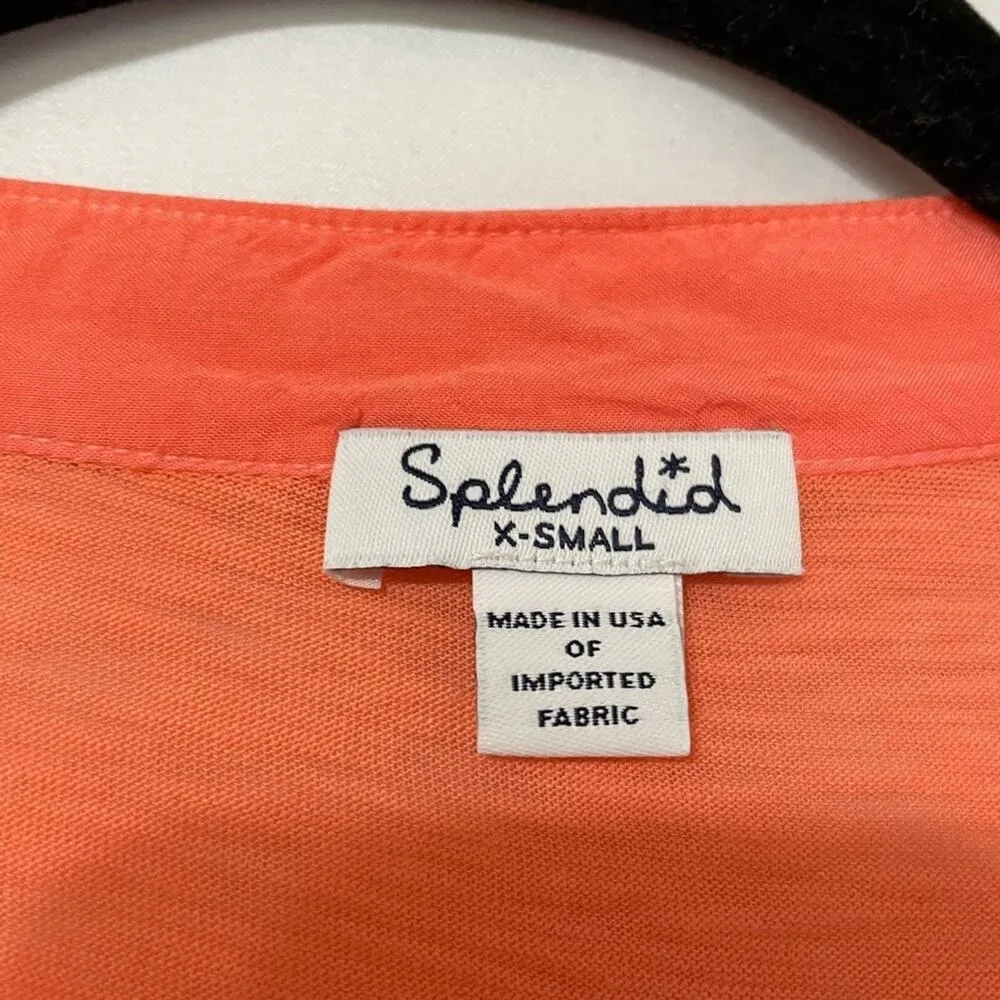 Splendid
X-SMALL
MADE IN USA
OF
IMPORTED
FABRIC